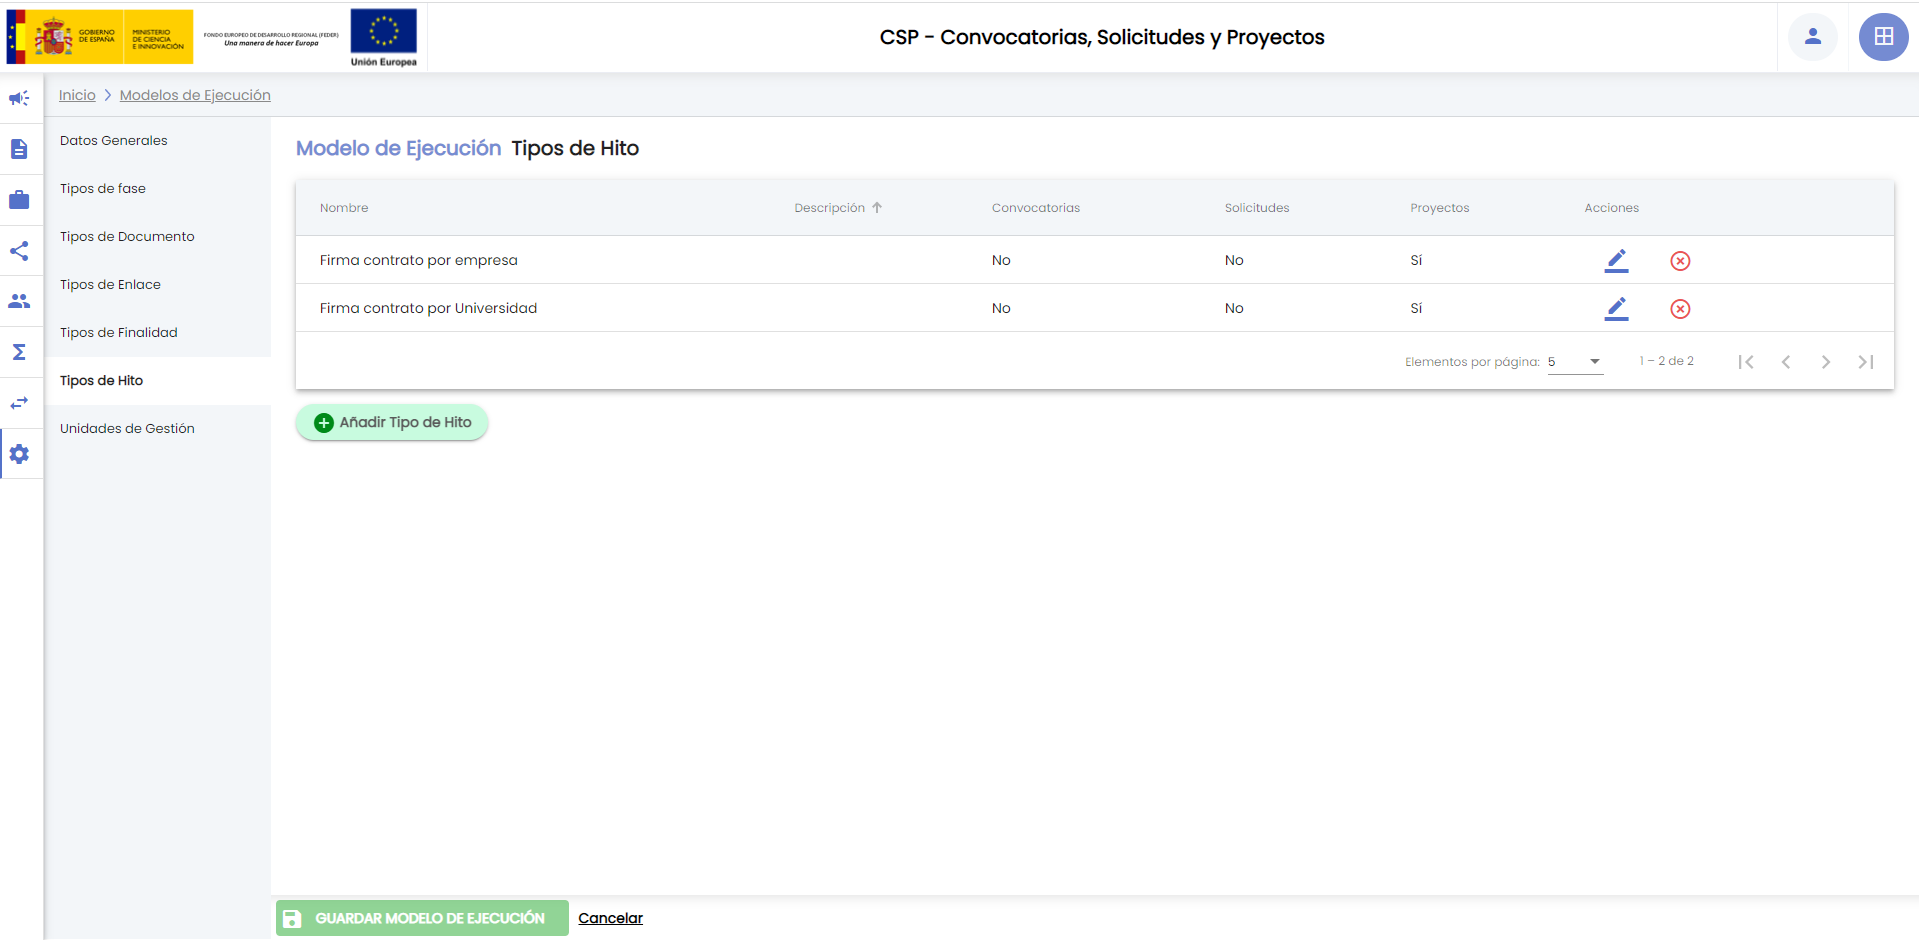 GOBIERNO
DE ESPAÑA
MINISTERIO
DE CIENCIA
E INNOVACIÓN
FONDO EUROPEO DE DESARROLLO REGIONAL (FEDER)
Una manera de hacer Europa
Unión Europea
CSP - Convocatorias, Solicitudes y Proyectos
Inicio > Modelos de Ejecución
Datos Generales
Tipos de fase
Tipos de Documento
Tipos de Enlace
Tipos de Finalidad
Tipos de Hito
Unidades de Gestión
Modelo de Ejecución Tipos de Hito
Nombre Descripción Convocatorias Solicitudes Proyectos Acciones
Firma contrato por empresa No No Sí
Firma contrato por Universidad No No Sí
Elementos por página: 5 1 – 2 de 2
Añadir Tipo de Hito
GUARDAR MODELO DE EJECUCIÓN Cancelar